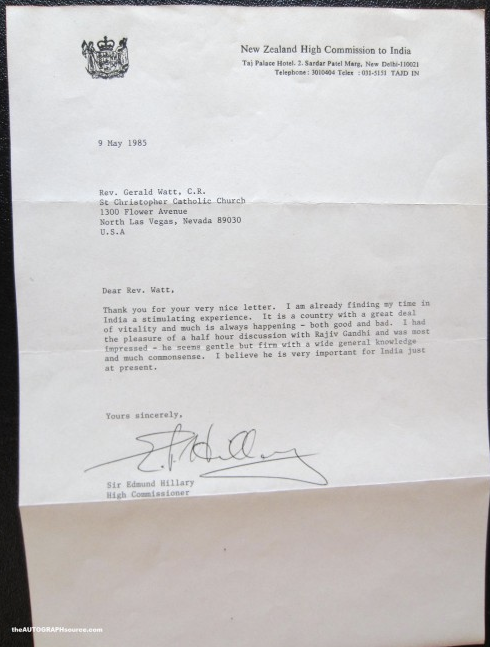 New Zealand High Commission to India
Taj Palace Hotel. 2. Sardar Patel Marg, New Delhi-110021
Telephone: 3010404 Telex : 031-5151 TAJD IN
9 May 1985
Rev. Gerald Watt, C.R.
St Christopher Catholic Church
1300 Flower Avenue
North Las Vegas, Nevada 89030
U.S.A
Dear Rev. Watt,
Thank you for your very nice letter. I am already finding my time in
India a stimulating experience. It is a country with a great deal
of vitality and much is always happening - both good and bad. I had
the pleasure of a half hour discussion with Rajiv Gandhi and was most
impressed - he seems gentle but firm with a wide general knowledge
and much commonsense. I believe he is very important for India just
at present.
Yours sincerely,
E.P. Hillary
Sir Edmund Hillary
High Commissioner
theAUTOGRAPHsource.com